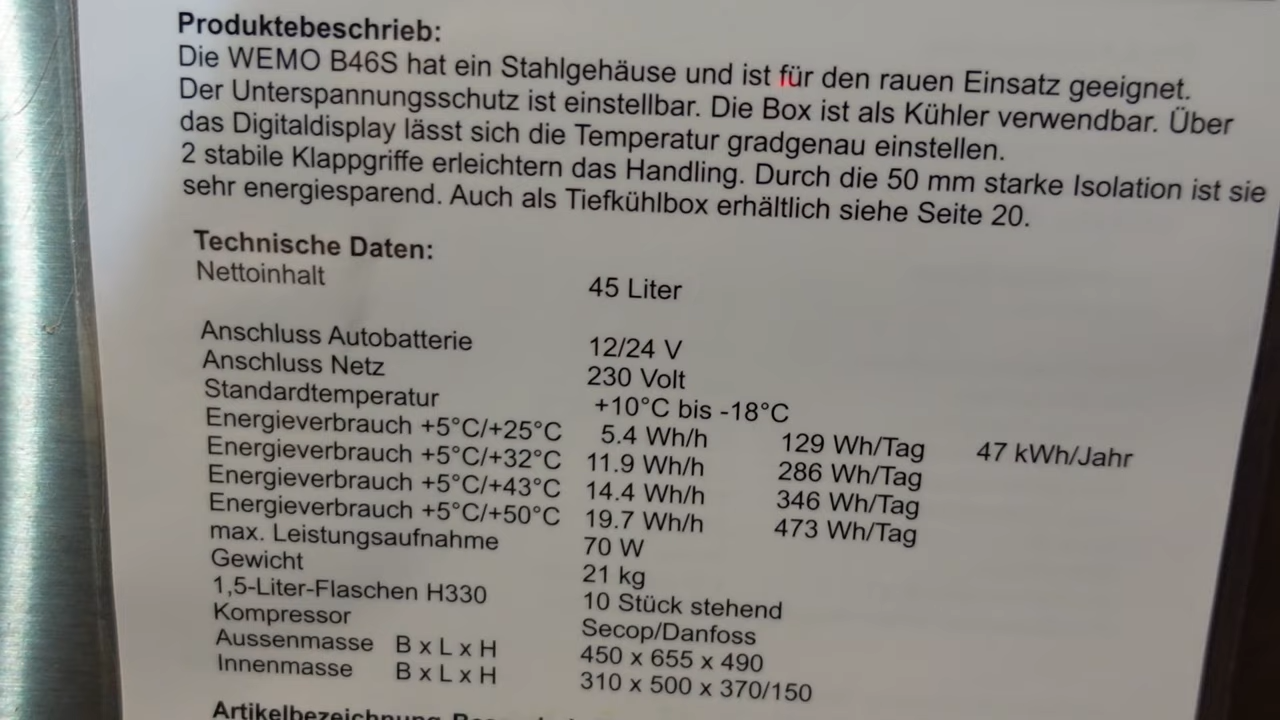 Produktebeschrieb:
Die WEMO B46S hat ein Stahlgehäuse und ist für den rauen Einsatz geeignet.
Der Unterspannungsschutz ist einstellbar. Die Box ist als Kühler verwendbar. Über
das Digitaldisplay lässt sich die Temperatur gradgenau einstellen.
2 stabile Klappgriffe erleichtern das Handling. Durch die 50 mm starke Isolation ist sie
sehr energiesparend. Auch als Tiefkühlbox erhältlich siehe Seite 20.
Technische Daten:
Nettoinhalt 45 Liter
Anschluss Autobatterie 12/24 V
Anschluss Netz 230 Volt
Standardtemperatur +10°C bis -18°C
Energieverbrauch +5°C/+25°C 5.4 Wh/h 129 Wh/Tag 47 kWh/Jahr
Energieverbrauch +5°C/+32°C 11.9 Wh/h 286 Wh/Tag
Energieverbrauch +5°C/+43°C 14.4 Wh/h 346 Wh/Tag
Energieverbrauch +5°C/+50°C 19.7 Wh/h 473 Wh/Tag
max. Leistungsaufnahme 70 W
Gewicht 21 kg
1,5-Liter-Flaschen H330 10 Stück stehend
Kompressor Secop/Danfoss
Aussenmasse B x L x H 450 x 655 x 490
Innenmasse B x L x H 310 x 500 x 370/150
Artikelbezeichnung